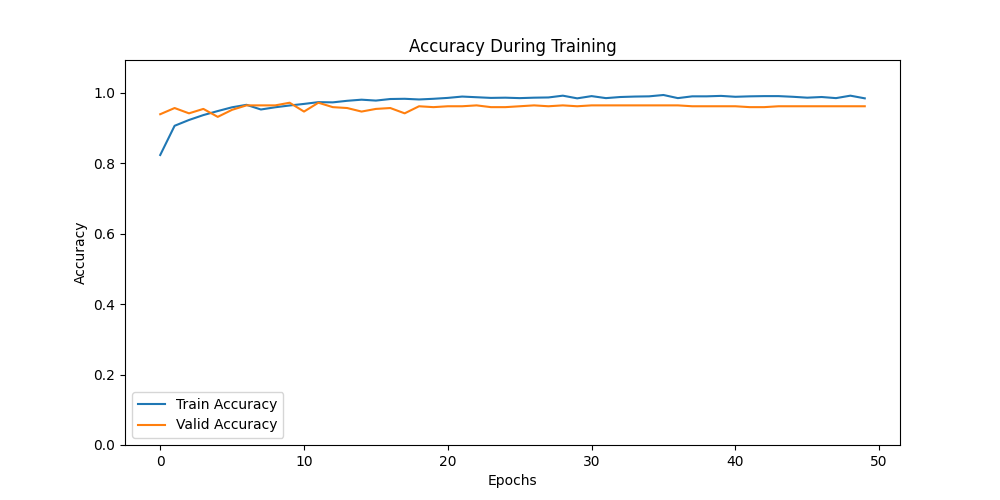 Accuracy During Training
1.0
0.8
0.6
0.4
0.2
0.0
Accuracy
Train Accuracy
Valid Accuracy
0 10 20 30 40 50
Epochs